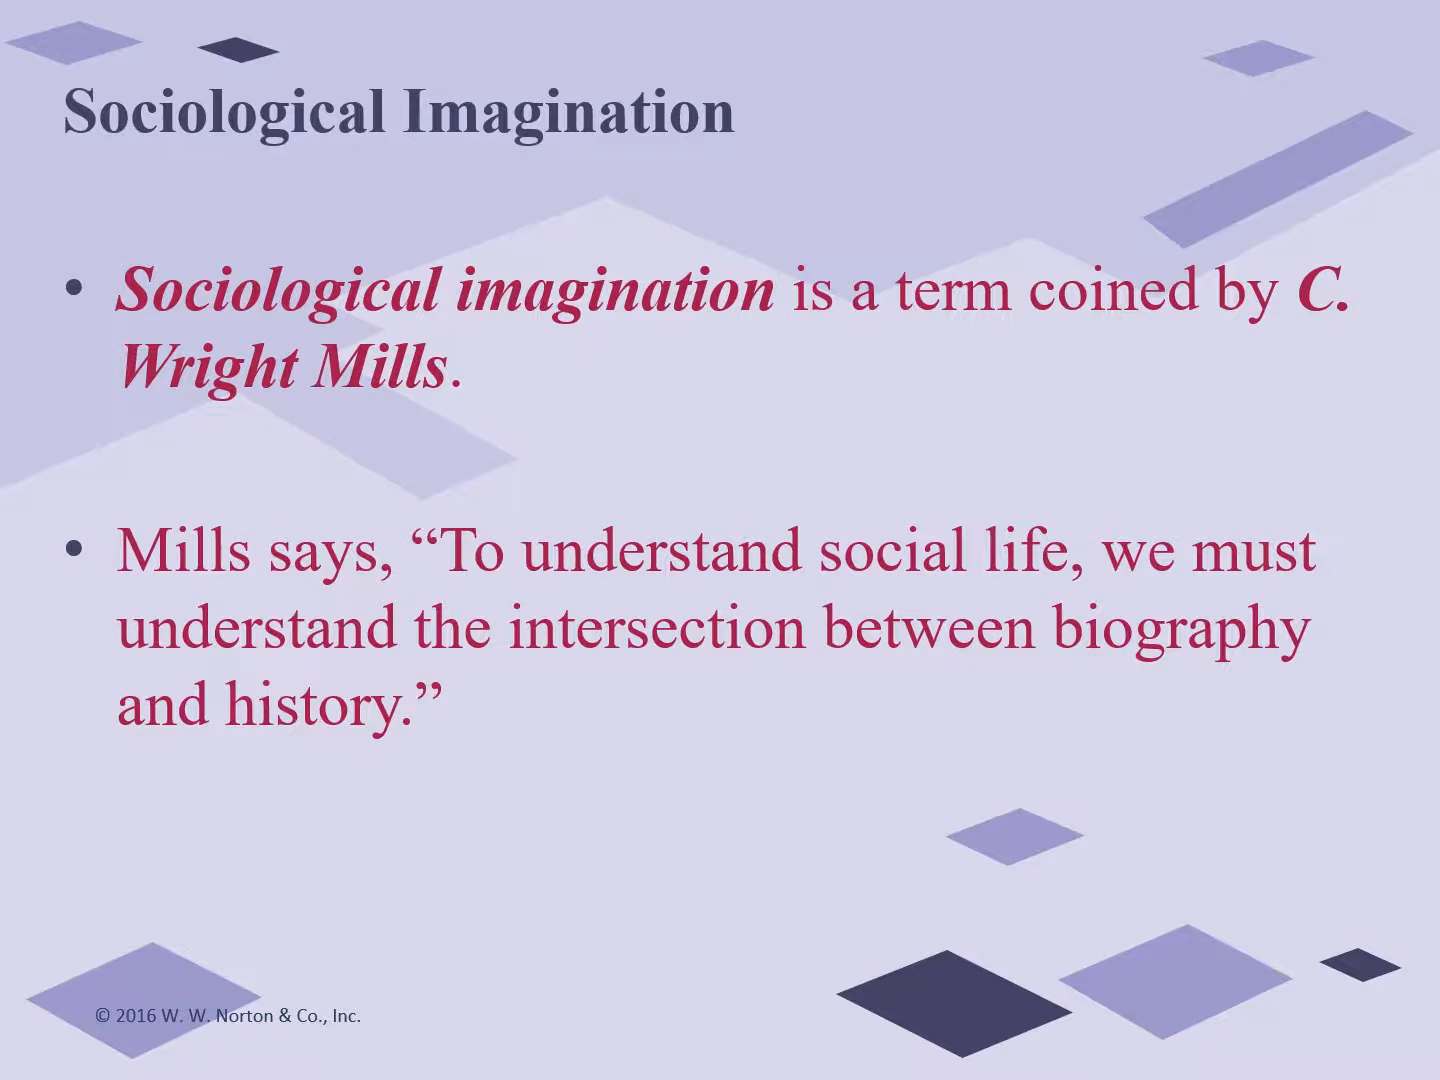 Sociological Imagination
• Sociological imagination is a term coined by C.
Wright Mills.
• Mills says, “To understand social life, we must
understand the intersection between biography
and history.”
© 2016 W. W. Norton & Co., Inc.